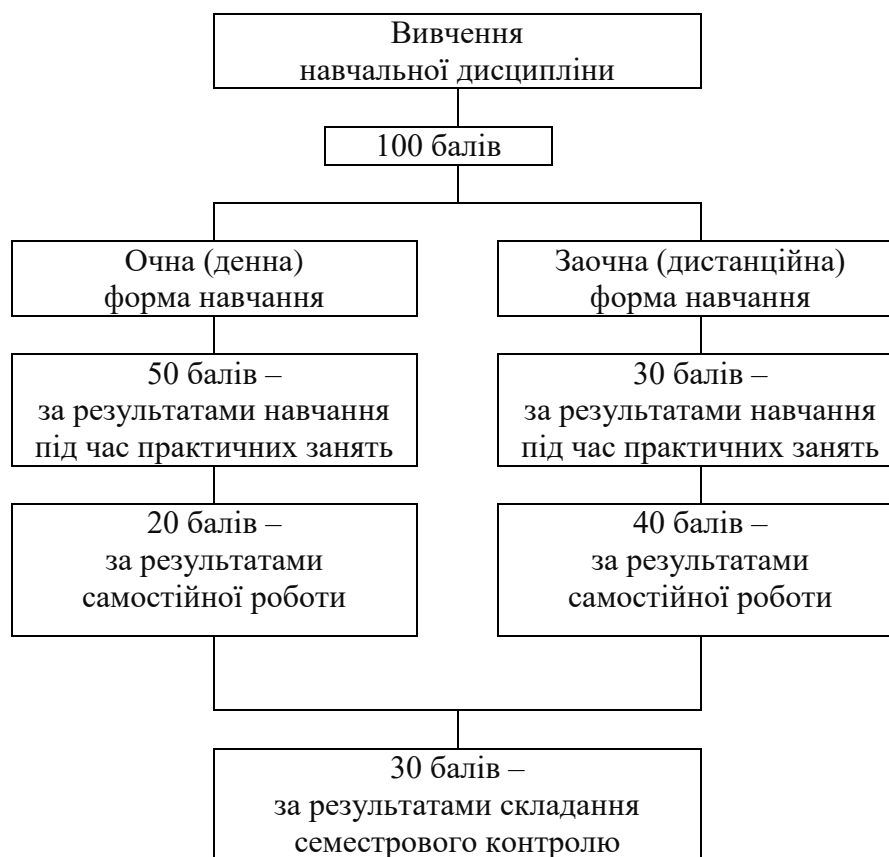 Вивчення
навчальної дисципліни
100 балів
Очна (денна)
форма навчання
50 балів –
за результатами навчання
під час практичних занять
20 балів –
за результатами
самостійної роботи
Заочна (дистанційна)
форма навчання
30 балів –
за результатами навчання
під час практичних занять
40 балів –
за результатами
самостійної роботи
30 балів –
за результатами складання
семестрового контролю